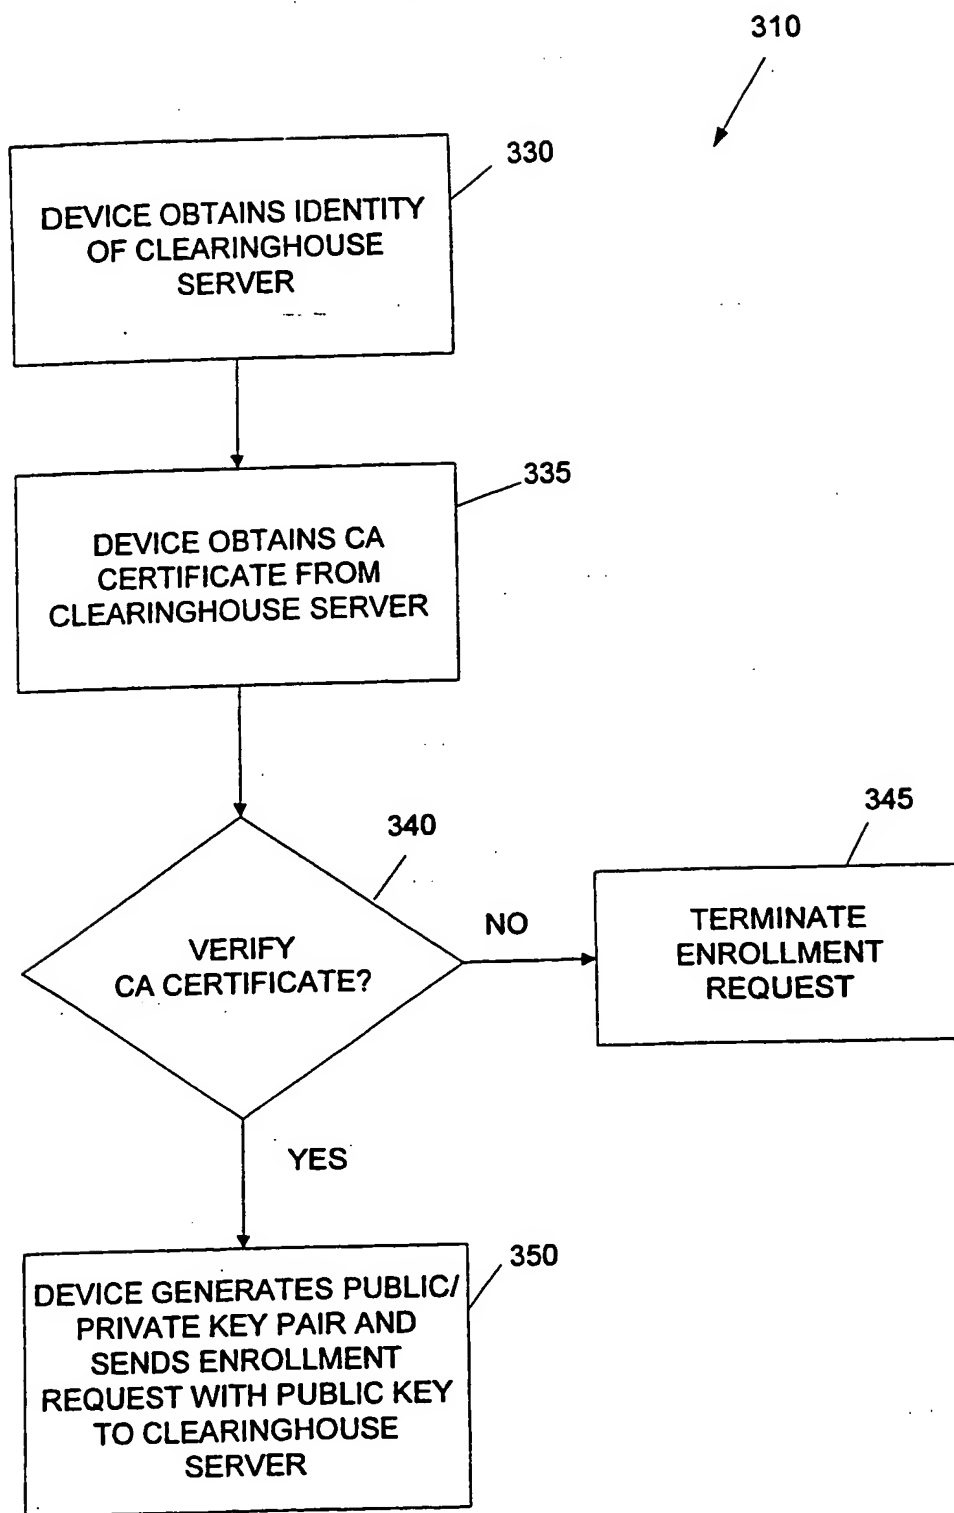 310
330
DEVICE OBTAINS IDENTITY
OF CLEARINGHOUSE
SERVER
335
DEVICE OBTAINS CA
CERTIFICATE FROM
CLEARINGHOUSE SERVER
340
VERIFY
CA CERTIFICATE?
NO
345
TERMINATE
ENROLLMENT
REQUEST
YES
350
DEVICE GENERATES PUBLIC/
PRIVATE KEY PAIR AND
SENDS ENROLLMENT
REQUEST WITH PUBLIC KEY
TO CLEARINGHOUSE
SERVER